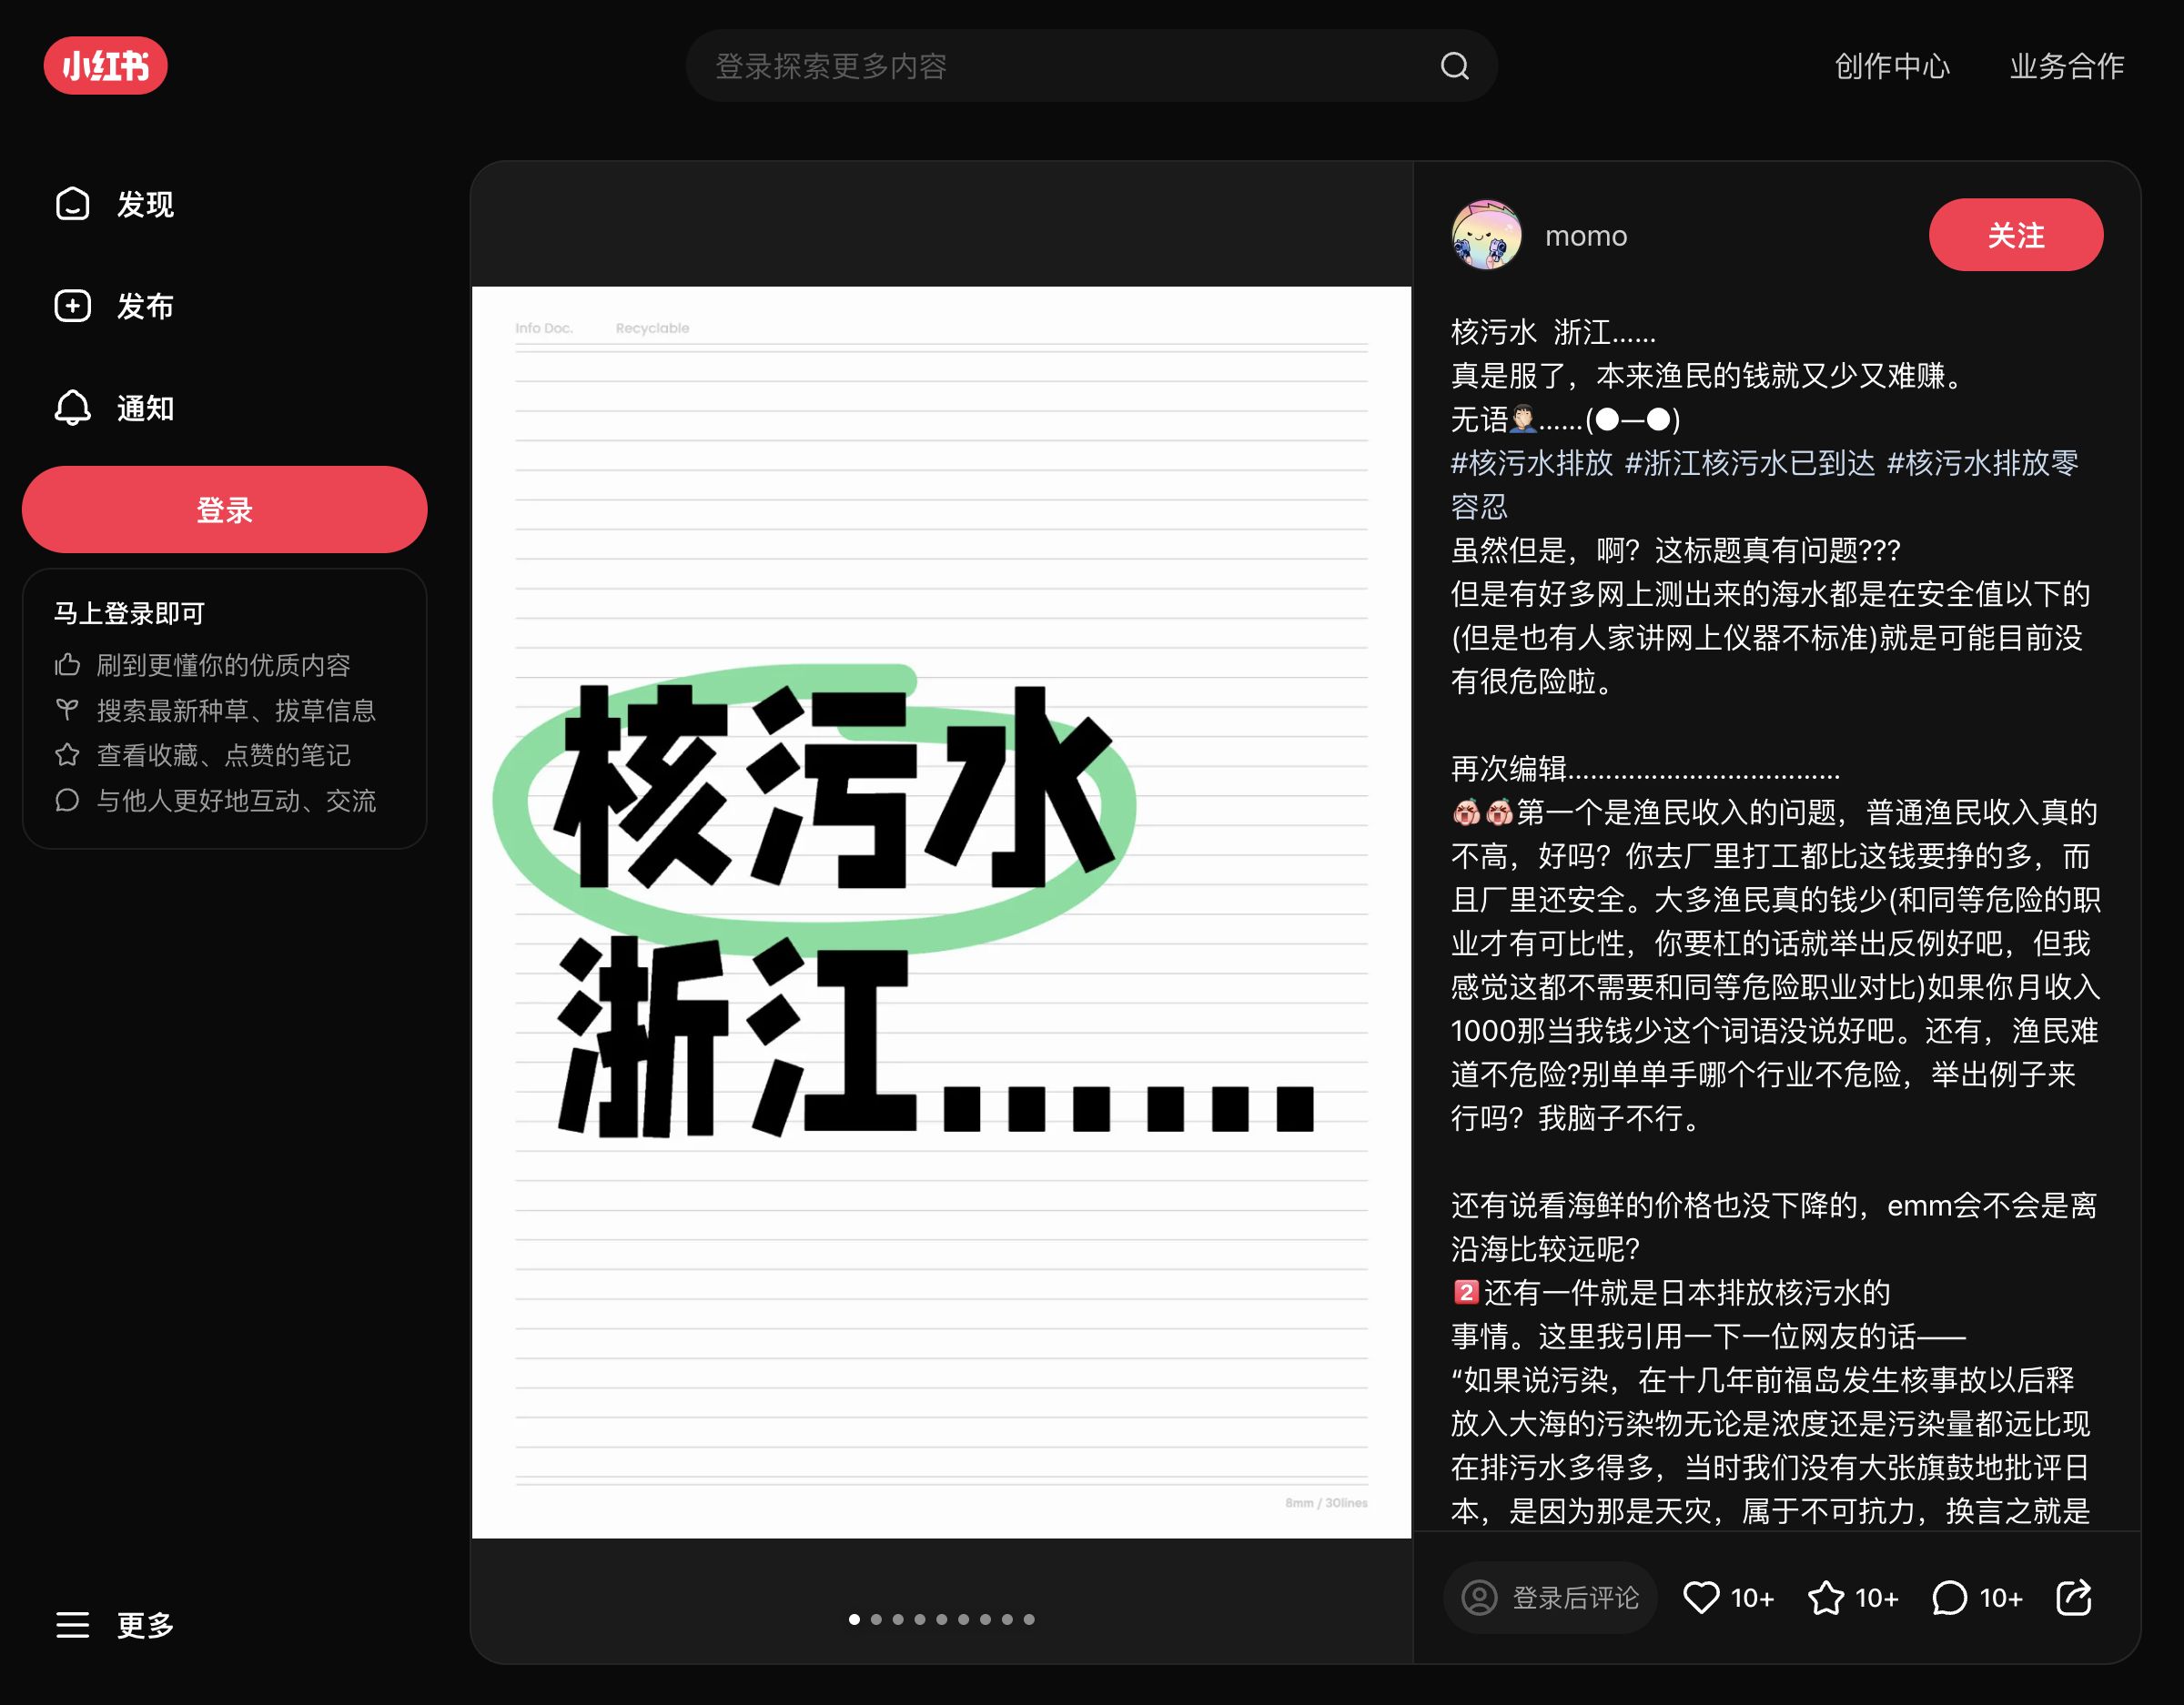 小红书
登录探索更多内容
创作中心
业务合作
发现
发布
通知
登录
马上登录即可
刷到更懂你的优质内容
搜索最新种草、拔草信息
查看收藏、点赞的笔记
与他人更好地互动、交流
更多
Info Doc. Recyclable
核污水
浙江......
8mm / 30lines
momo
关注
核污水 浙江……
真是服了，本来渔民的钱就又少又难赚。
无语🤦🏻‍♂️……(●—●)
#核污水排放 #浙江核污水已到达 #核污水排放零
容忍
虽然但是，啊？这标题真有问题???
但是有好多网上测出来的海水都是在安全值以下的
(但是也有人家讲网上仪器不标准)就是可能目前没
有很危险啦。
再次编辑………………………………
第一个是渔民收入的问题，普通渔民收入真的
不高，好吗？你去厂里打工都比这钱要挣的多，而
且厂里还安全。大多渔民真的钱少(和同等危险的职
业才有可比性，你要杠的话就举出反例好吧，但我
感觉这都不需要和同等危险职业对比)如果你月收入
1000那当我钱少这个词语没说好吧。还有，渔民难
道不危险?别单单手哪个行业不危险，举出例子来
行吗？我脑子不行。
还有说看海鲜的价格也没下降的，emm会不会是离
沿海比较远呢?
2️⃣还有一件就是日本排放核污水的
事情。这里我引用一下一位网友的话——
“如果说污染，在十几年前福岛发生核事故以后释
放入大海的污染物无论是浓度还是污染量都远比现
在排污水多得多，当时我们没有大张旗鼓地批评日
本，是因为那是天灾，属于不可抗力，换言之就是
登录后评论
10+
10+
10+